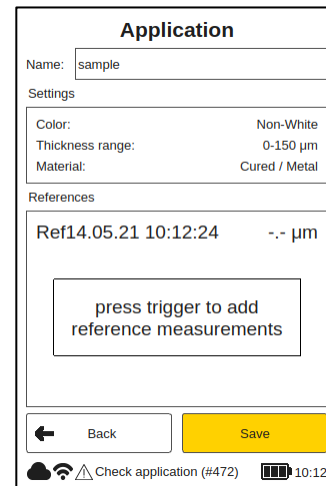 Application
Name: sample
Settings
Color: Non-White
Thickness range: 0-150 μm
Material: Cured / Metal
References
Ref14.05.21 10:12:24 -.- μm
press trigger to add
reference measurements
Back Save
Check application (#472) 10:12